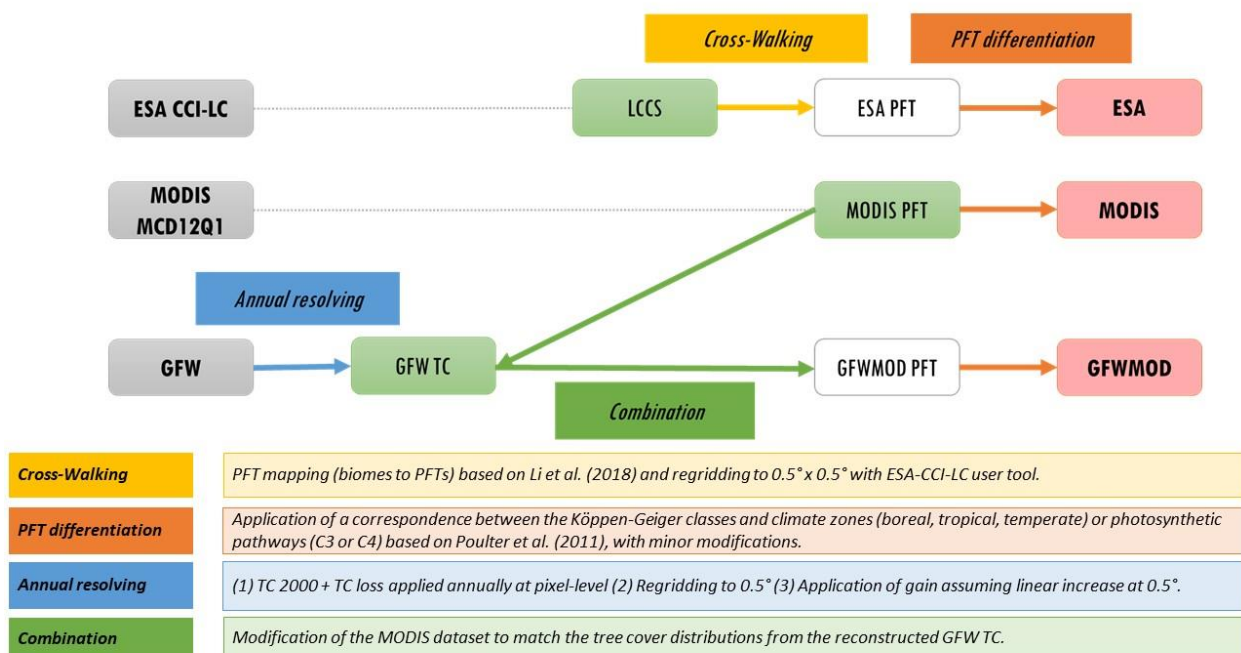 Cross-Walking
PFT differentiation
ESA CCI-LC
LCCS
ESA PFT
ESA
MODIS
MCD12Q1
MODIS PFT
MODIS
Annual resolving
GFW
GFW TC
GFWMOD PFT
GFWMOD
Combination
Cross-Walking
PFT mapping (biomes to PFTs) based on Li et al. (2018) and regridding to 0.5° x 0.5° with ESA-CCI-LC user tool.
PFT differentiation
Application of a correspondence between the Köppen-Geiger classes and climate zones (boreal, tropical, temperate) or photosynthetic
pathways (C3 or C4) based on Poulter et al. (2011), with minor modifications.
Annual resolving
(1) TC 2000 + TC loss applied annually at pixel-level (2) Regridding to 0.5° (3) Application of gain assuming linear increase at 0.5°.
Combination
Modification of the MODIS dataset to match the tree cover distributions from the reconstructed GFW TC.